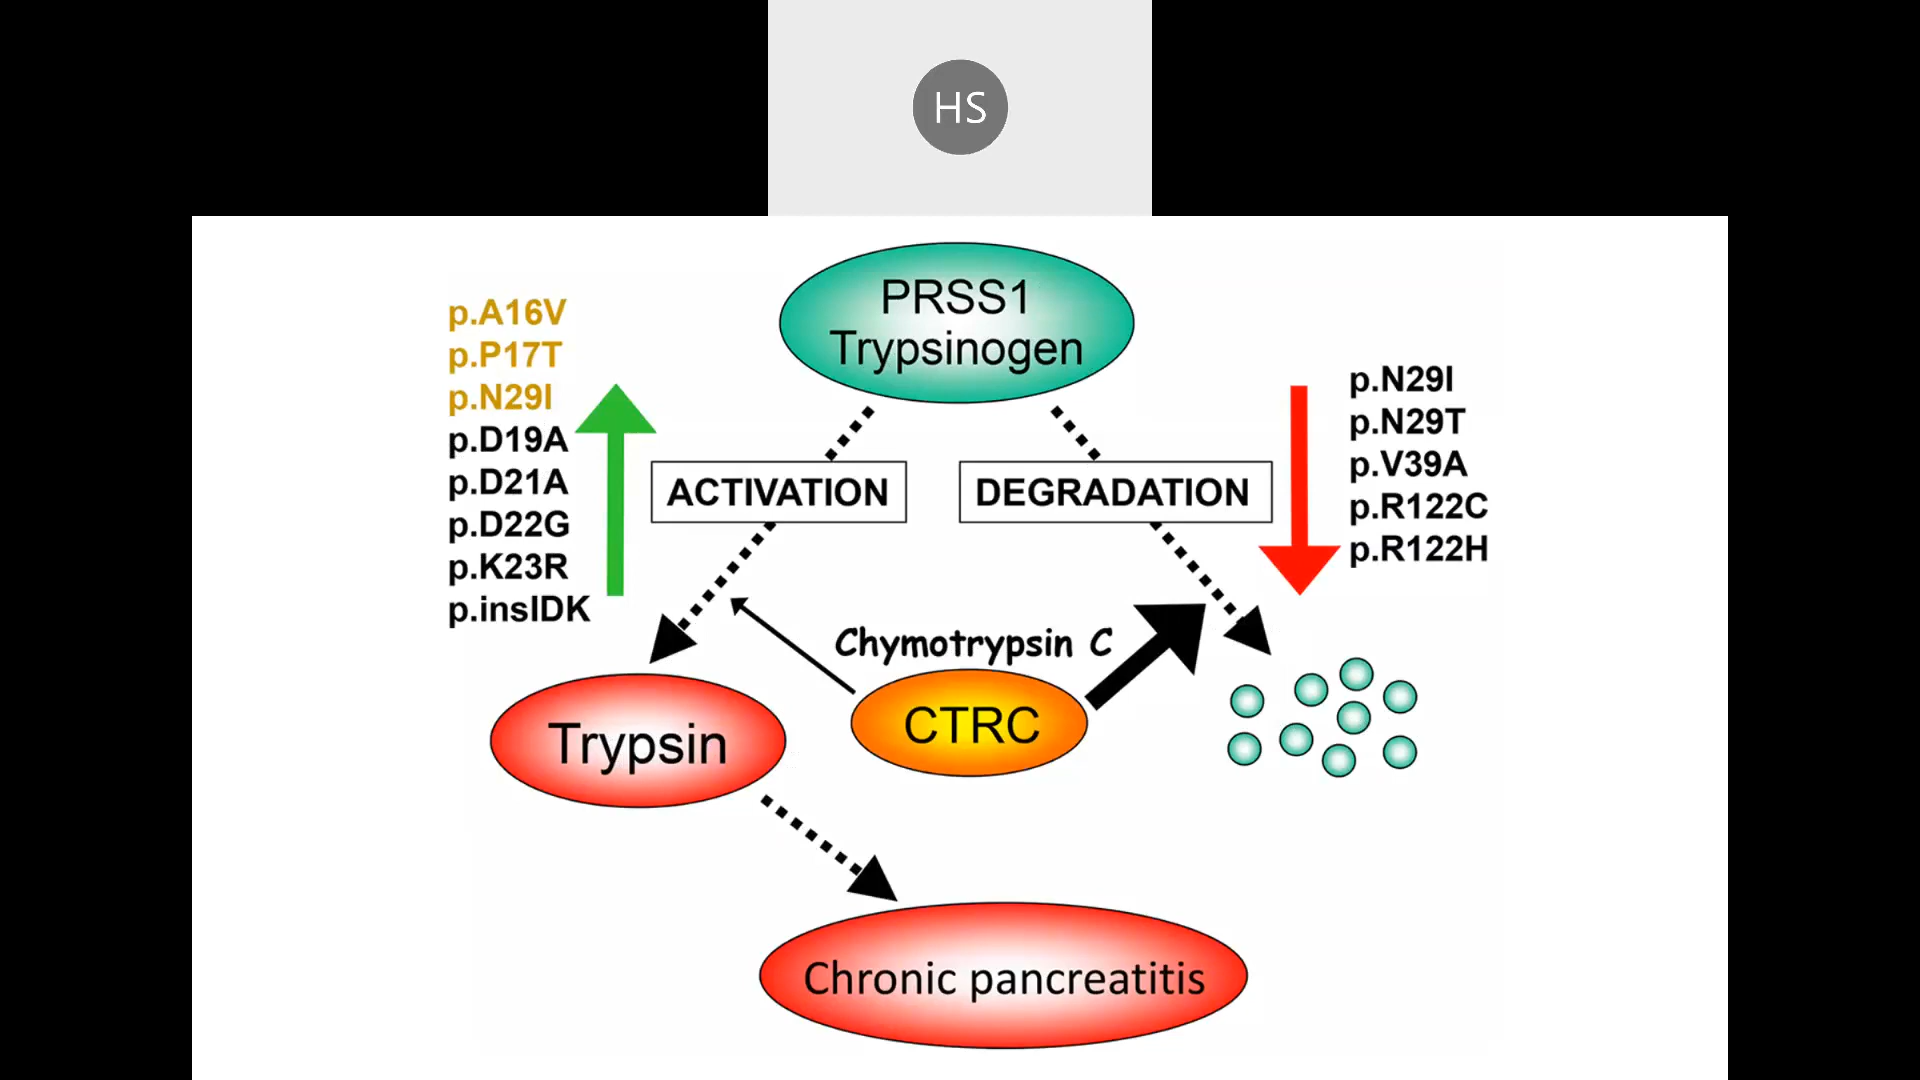 HS
PRSS1
Trypsinogen
p.A16V
p.P17T
p.N29I
p.D19A
p.D21A
p.D22G
p.K23R
p.insIDK
ACTIVATION
DEGRADATION
p.N29I
p.N29T
p.V39A
p.R122C
p.R122H
Chymotrypsin C
CTRC
Trypsin
Chronic pancreatitis